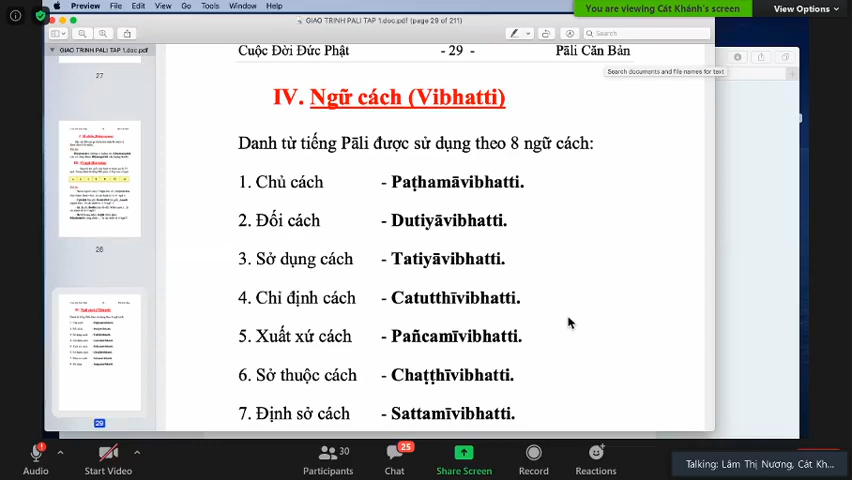 You are viewing Cát Khánh's screen
View Options
Preview File Edit View Go Tools Window Help
GIAO TRINH PALI TAP 1.doc.pdf (page 29 of 211)
GIAO TRINH PALI TAP 1.doc.pdf
Search
Search documents and file names for text
Cuộc Đời Đức Phật - 29 - Pāli Căn Bản
IV. Ngữ cách (Vibhatti)
Danh từ tiếng Pāli được sử dụng theo 8 ngữ cách:
1. Chủ cách - Paṭhamāvibhatti.
2. Đối cách - Dutiyāvibhatti.
3. Sở dụng cách - Tatiyāvibhatti.
4. Chỉ định cách - Catutthīvibhatti.
5. Xuất xứ cách - Pañcamīvibhatti.
6. Sở thuộc cách - Chaṭṭhīvibhatti.
7. Định sở cách - Sattamīvibhatti.
27
28
29
Audio
Start Video
30
Participants
25
Chat
Share Screen
Record
Reactions
Talking: Lâm Thị Nương, Cát Kh...